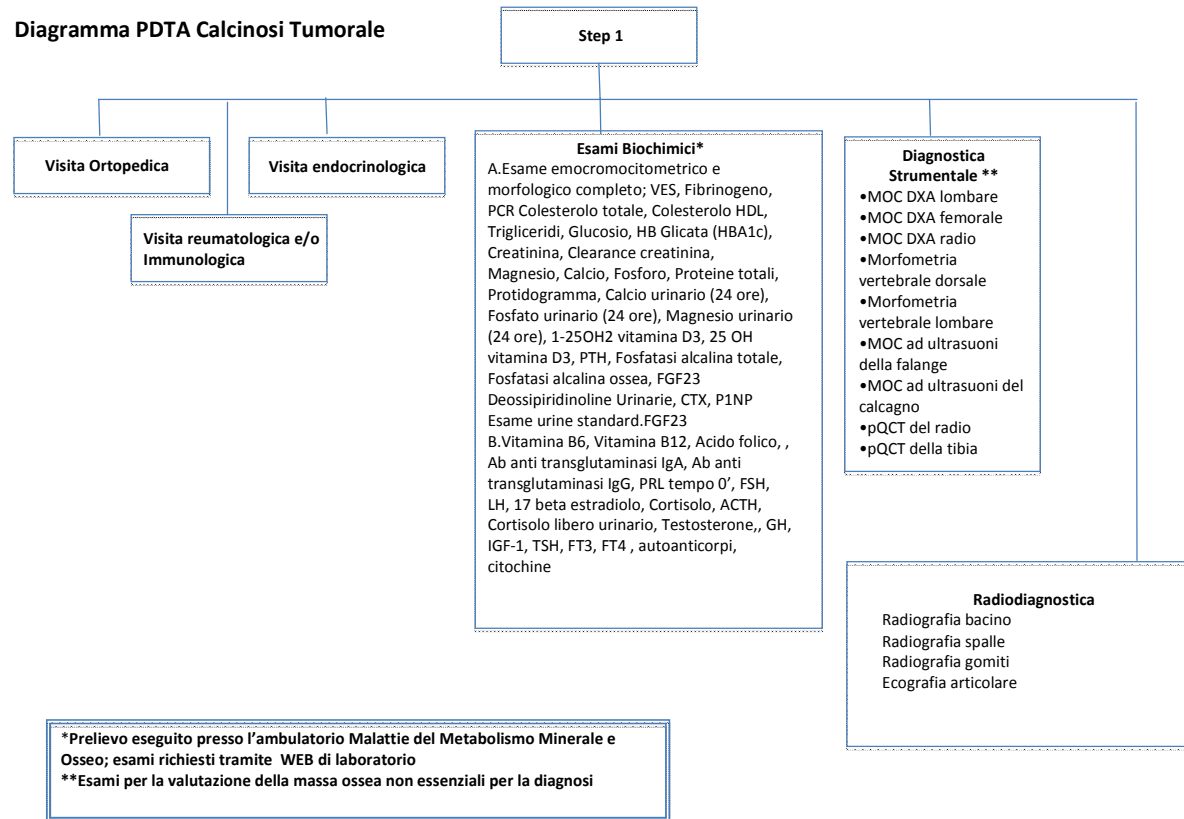 Diagramma PDTA Calcinosi Tumorale
Step 1
Visita Ortopedica
Visita reumatologica e/o
Immunologica
Visita endocrinologica
Esami Biochimici*
A.Esame emocromocitometrico e
morfologico completo; VES, Fibrinogeno,
PCR Colesterolo totale, Colesterolo HDL,
Trigliceridi, Glucosio, HB Glicata (HBA1c),
Creatinina, Clearance creatinina,
Magnesio, Calcio, Fosforo, Proteine totali,
Protidogramma, Calcio urinario (24 ore),
Fosfato urinario (24 ore), Magnesio urinario
(24 ore), 1-25OH2 vitamina D3, 25 OH
vitamina D3, PTH, Fosfatasi alcalina totale,
Fosfatasi alcalina ossea, FGF23
Deossipiridinoline Urinarie, CTX, P1NP
Esame urine standard.FGF23
B.Vitamina B6, Vitamina B12, Acido folico, ,
Ab anti transglutaminasi IgA, Ab anti
transglutaminasi IgG, PRL tempo 0’, FSH,
LH, 17 beta estradiolo, Cortisolo, ACTH,
Cortisolo libero urinario, Testosterone,, GH,
IGF-1, TSH, FT3, FT4 , autoanticorpi,
citochine
Diagnostica
Strumentale **
•MOC DXA lombare
•MOC DXA femorale
•MOC DXA radio
•Morfometria
vertebrale dorsale
•Morfometria
vertebrale lombare
•MOC ad ultrasuoni
della falange
•MOC ad ultrasuoni del
calcagno
•pQCT del radio
•pQCT della tibia
Radiodiagnostica
Radiografia bacino
Radiografia spalle
Radiografia gomiti
Ecografia articolare
*Prelievo eseguito presso l’ambulatorio Malattie del Metabolismo Minerale e
Osseo; esami richiesti tramite WEB di laboratorio
**Esami per la valutazione della massa ossea non essenziali per la diagnosi